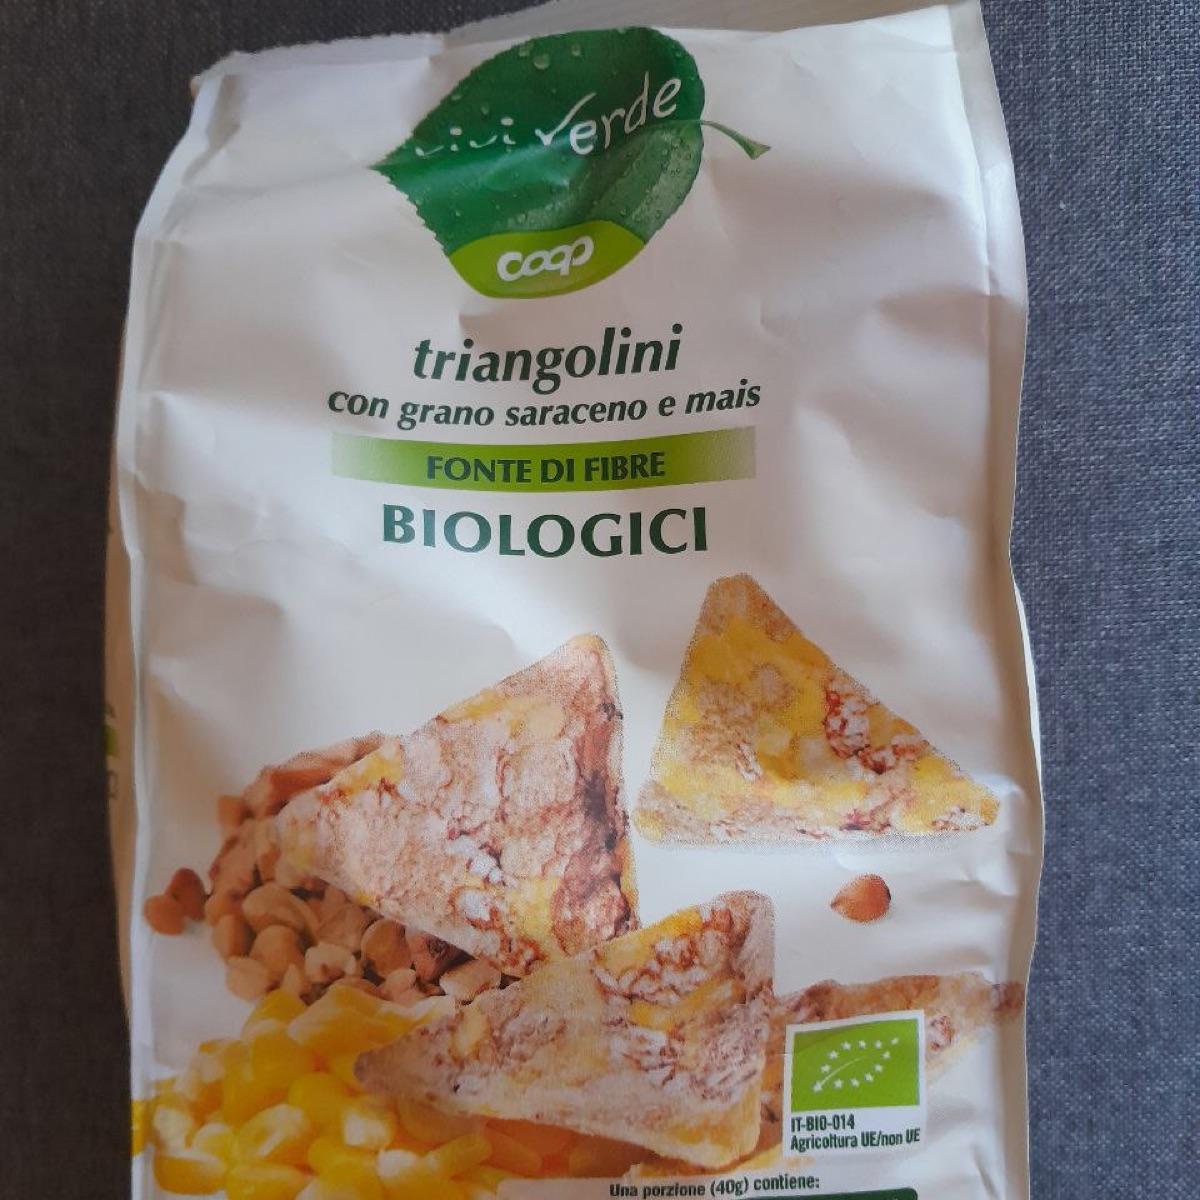 vivi verde
coop
triangolini
con grano saraceno e mais
FONTE DI FIBRE
BIOLOGICI
IT-BIO-014
Agricoltura UE/non UE
Una porzione (40g) contiene: